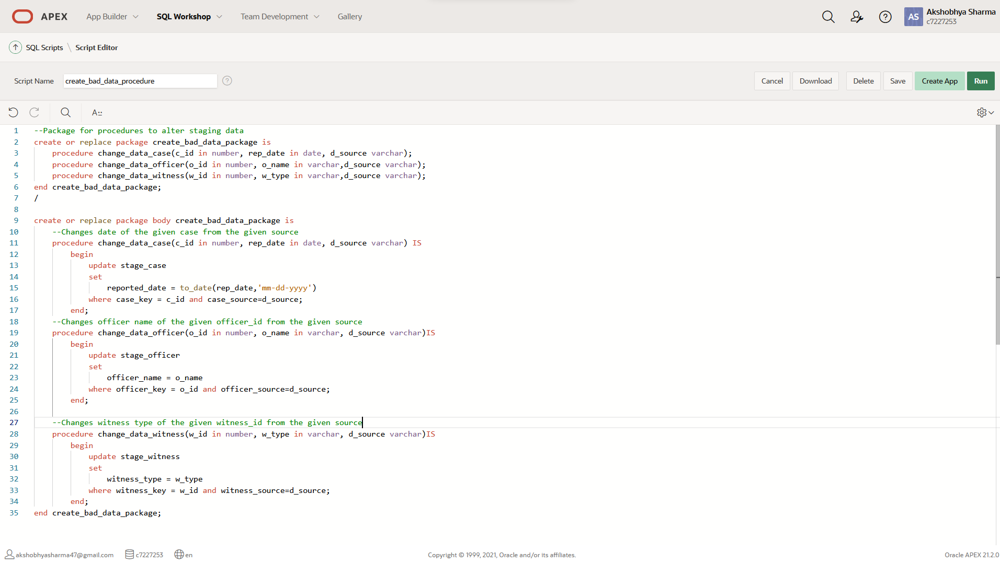 APEX App Builder SQL Workshop Team Development Gallery ? AS Akshobhya Sharma
c7227253
SQL Scripts \ Script Editor
Script Name create_bad_data_procedure ? Cancel Download Delete Save Create App Run
A::
1 --Package for procedures to alter staging data
2 create or replace package create_bad_data_package is
3 procedure change_data_case(c_id in number, rep_date in date, d_source varchar);
4 procedure change_data_officer(o_id in number, o_name in varchar,d_source varchar);
5 procedure change_data_witness(w_id in number, w_type in varchar,d_source varchar);
6 end create_bad_data_package;
7 /
8
9 create or replace package body create_bad_data_package is
10 --Changes date of the given case from the given source
11 procedure change_data_case(c_id in number, rep_date in date, d_source varchar) IS
12 begin
13 update stage_case
14 set
15 reported_date = to_date(rep_date,'mm-dd-yyyy')
16 where case_key = c_id and case_source=d_source;
17 end;
18 --Changes officer name of the given officer_id from the given source
19 procedure change_data_officer(o_id in number, o_name in varchar, d_source varchar)IS
20 begin
21 update stage_officer
22 set
23 officer_name = o_name
24 where officer_key = o_id and officer_source=d_source;
25 end;
26
27 --Changes witness type of the given witness_id from the given source
28 procedure change_data_witness(w_id in number, w_type in varchar, d_source varchar)IS
29 begin
30 update stage_witness
31 set
32 witness_type = w_type
33 where witness_key = w_id and witness_source=d_source;
34 end;
35 end create_bad_data_package;
akshobhyasharma47@gmail.com c7227253 en Copyright © 1999, 2021, Oracle and/or its affiliates. Oracle APEX 21.2.0